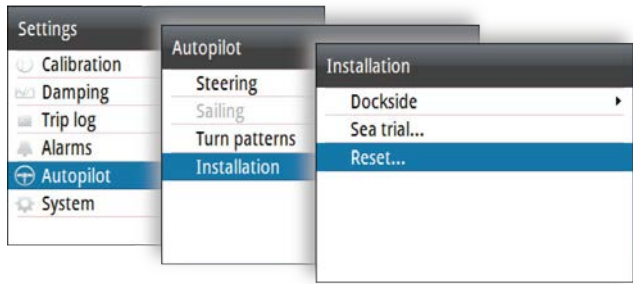 Settings
Calibration
Damping
Trip log
Alarms
Autopilot
System
Autopilot
Steering
Sailing
Turn patterns
Installation
Installation
Dockside
Sea trial...
Reset...